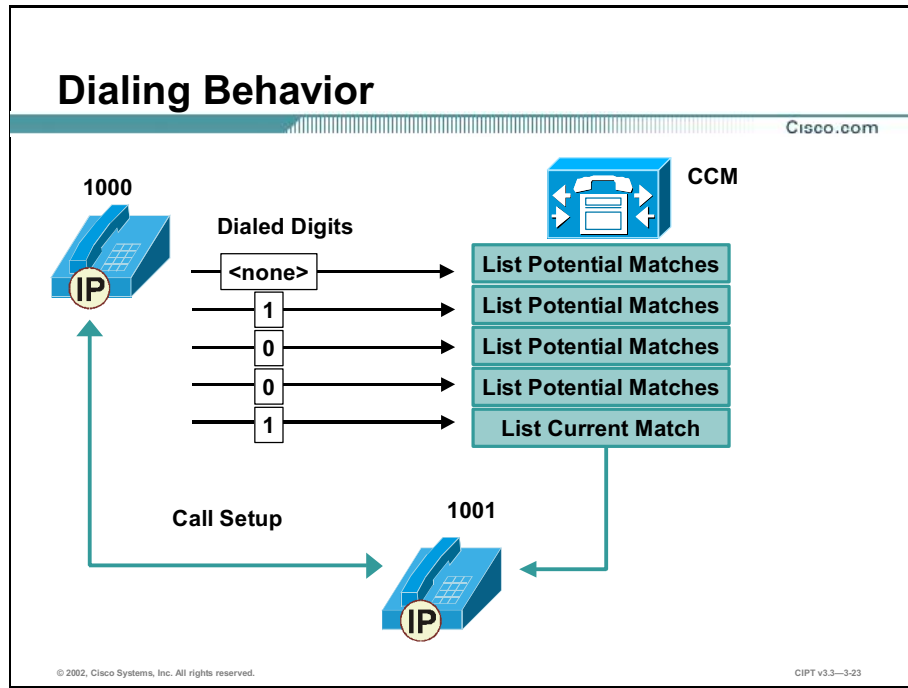 Dialing Behavior
Cisco.com
1000
CCM
Dialed Digits
<none>
List Potential Matches
1
List Potential Matches
0
List Potential Matches
0
List Potential Matches
1
List Current Match
IP
Call Setup
1001
IP
© 2002, Cisco Systems, Inc. All rights reserved.
CIPT v3.3—3-23